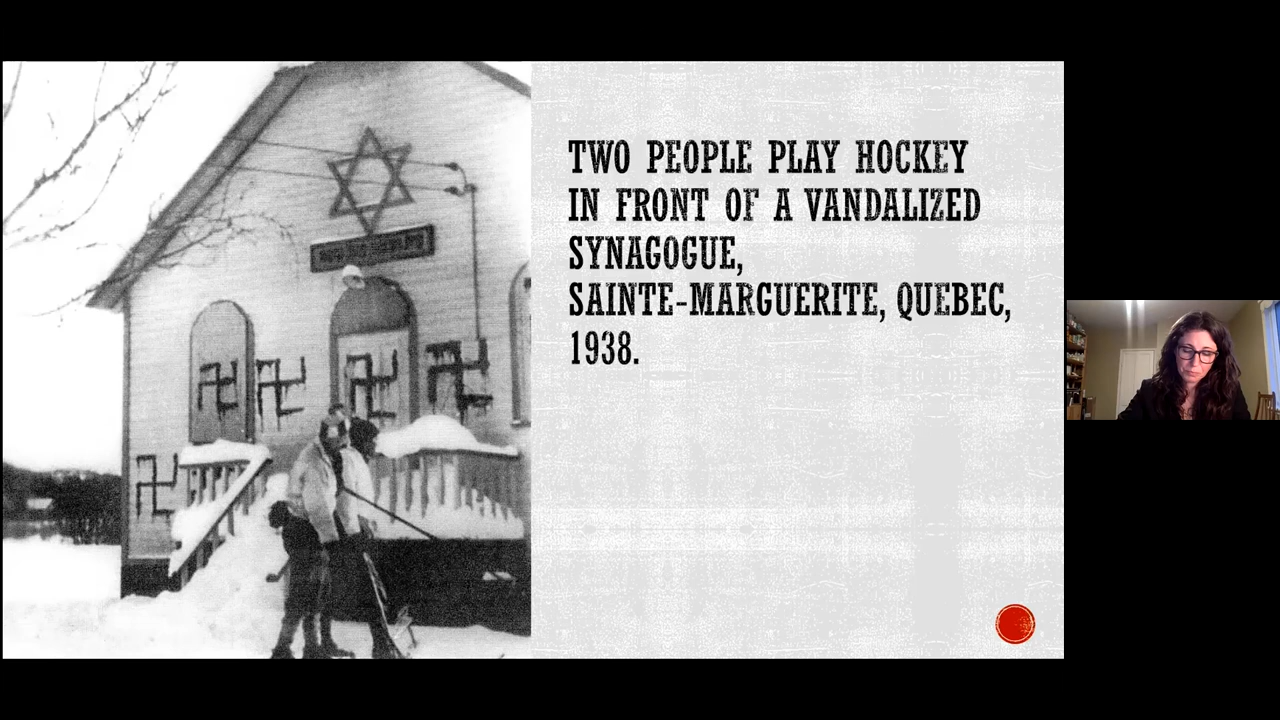 TWO PEOPLE PLAY HOCKEY
IN FRONT OF A VANDALIZED
SYNAGOGUE,
SAINTE-MARGUERITE, QUEBEC,
1938.